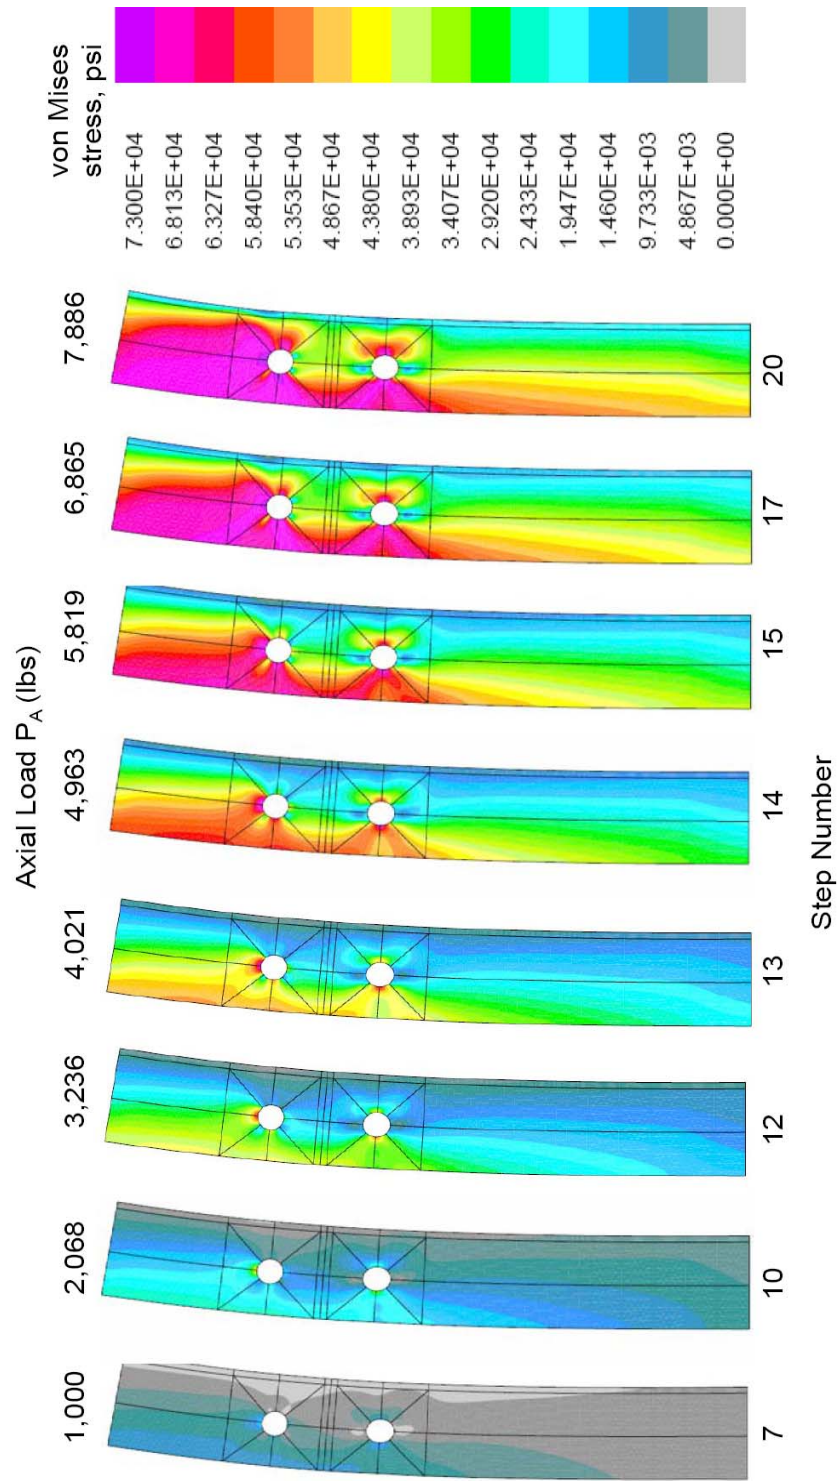 Axial Load P_A (lbs)
1,000
2,068
3,236
4,021
4,963
5,819
6,865
7,886
von Mises
stress, psi
7.300E+04
6.813E+04
6.327E+04
5.840E+04
5.353E+04
4.867E+04
4.380E+04
3.893E+04
3.407E+04
2.920E+04
2.433E+04
1.947E+04
1.460E+04
9.733E+03
4.867E+03
0.000E+00
7
10
12
13
14
15
17
20
Step Number